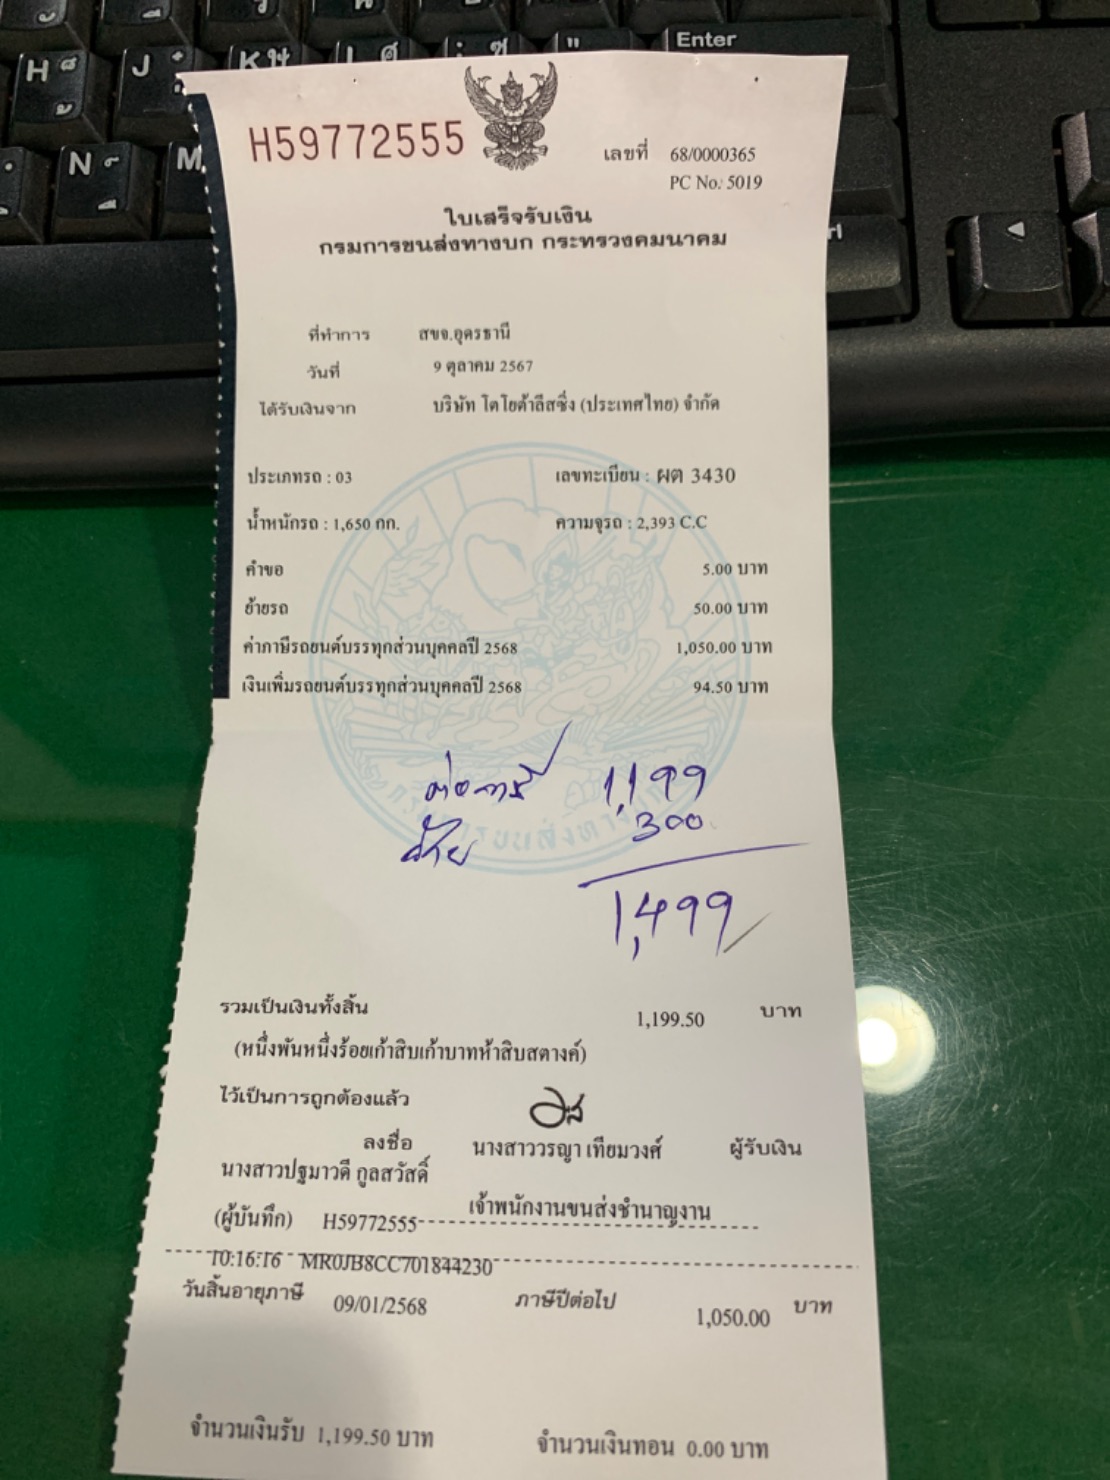 Enter
H
J
K ษ
L ศ
: ซ
"
N
M
H59772555
เลขที่ 68/0000365
PC No. 5019
ใบเสร็จรับเงิน
กรมการขนส่งทางบก กระทรวงคมนาคม
ที่ทำการ สขจ.อุดรธานี
วันที่ 9 ตุลาคม 2567
ได้รับเงินจาก บริษัท โตโยต้าลีสซิ่ง (ประเทศไทย) จำกัด
ประเภทรถ : 03 เลขทะเบียน : ผต 3430
น้ำหนักรถ : 1,650 กก. ความจุรถ : 2,393 C.C
คำขอ 5.00 บาท
ย้ายรถ 50.00 บาท
ค่าภาษีรถยนต์บรรทุกส่วนบุคคลปี 2568 1,050.00 บาท
เงินเพิ่มรถยนต์บรรทุกส่วนบุคคลปี 2568 94.50 บาท
1,199
300
1,499
รวมเป็นเงินทั้งสิ้น 1,199.50 บาท
(หนึ่งพันหนึ่งร้อยเก้าสิบเก้าบาทห้าสิบสตางค์)
ไว้เป็นการถูกต้องแล้ว
ลงชื่อ นางสาววรญา เทียมวงศ์ ผู้รับเงิน
นางสาวปฐมาวดี กูลสวัสดิ์
เจ้าพนักงานขนส่งชำนาญงาน
(ผู้บันทึก) H59772555
10:16:16 MR0JB8CC701844230
วันสิ้นอายุภาษี 09/01/2568 ภาษีปีต่อไป 1,050.00 บาท
จำนวนเงินรับ 1,199.50 บาท จำนวนเงินทอน 0.00 บาท